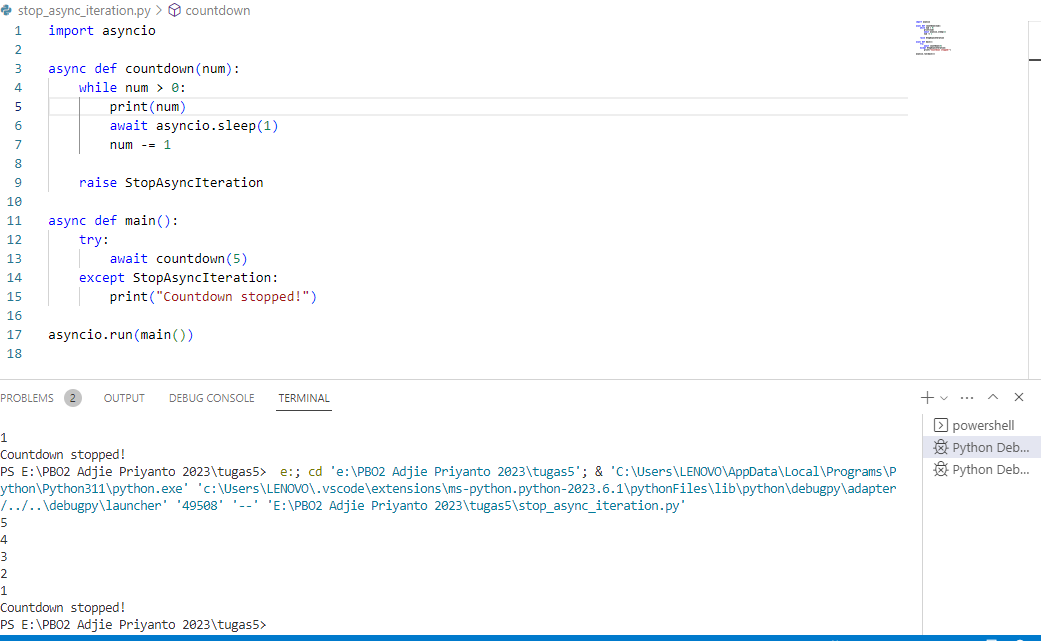 stop_async_iteration.py > countdown
1 import asyncio
2
3 async def countdown(num):
4     while num > 0:
5         print(num)
6         await asyncio.sleep(1)
7         num -= 1
8
9     raise StopAsyncIteration
10
11 async def main():
12     try:
13         await countdown(5)
14     except StopAsyncIteration:
15         print("Countdown stopped!")
16
17 asyncio.run(main())
18
PROBLEMS 2 OUTPUT DEBUG CONSOLE TERMINAL
1
Countdown stopped!
PS E:\PBO2 Adjie Priyanto 2023\tugas5>  e:; cd 'e:\PBO2 Adjie Priyanto 2023\tugas5'; & 'C:\Users\LENOVO\AppData\Local\Programs\P
ython\Python311\python.exe' 'c:\Users\LENOVO\.vscode\extensions\ms-python.python-2023.6.1\pythonFiles\lib\python\debugpy\adapter
/../..\debugpy\launcher' '49508' '--' 'E:\PBO2 Adjie Priyanto 2023\tugas5\stop_async_iteration.py'
5
4
3
2
1
Countdown stopped!
PS E:\PBO2 Adjie Priyanto 2023\tugas5>
powershell
Python Deb...
Python Deb...